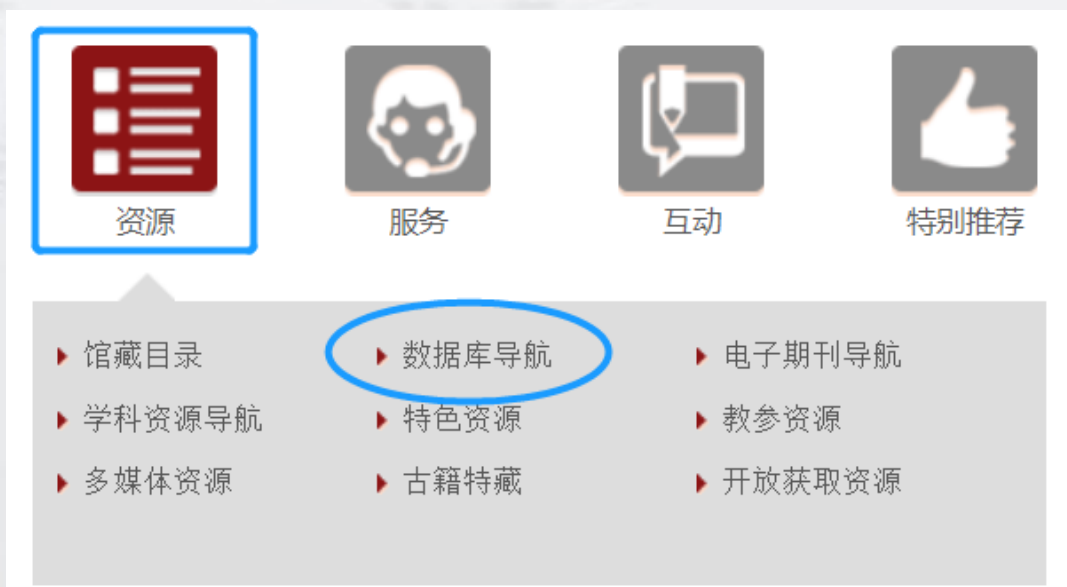 资源 服务 互动 特别推荐
馆藏目录 数据库导航 电子期刊导航
学科资源导航 特色资源 教参资源
多媒体资源 古籍特藏 开放获取资源